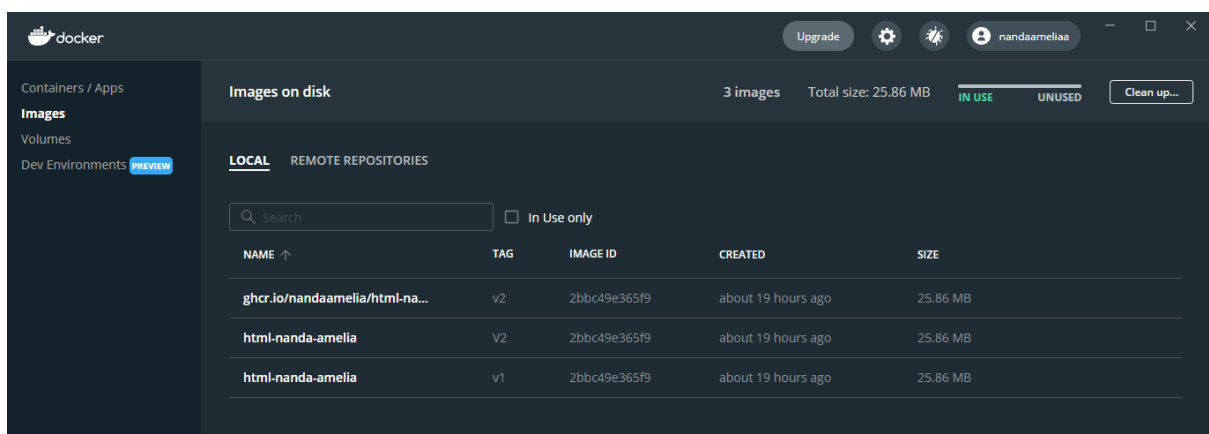 docker
Upgrade
nandaameliaa
Containers / Apps
Images
Volumes
Dev Environments PREVIEW
Images on disk
3 images Total size: 25.86 MB IN USE UNUSED Clean up...
LOCAL REMOTE REPOSITORIES
Search
In Use only
NAME TAG IMAGE ID CREATED SIZE
ghcr.io/nandaamelia/html-na... v2 2bbc49e365f9 about 19 hours ago 25.86 MB
html-nanda-amelia V2 2bbc49e365f9 about 19 hours ago 25.86 MB
html-nanda-amelia v1 2bbc49e365f9 about 19 hours ago 25.86 MB